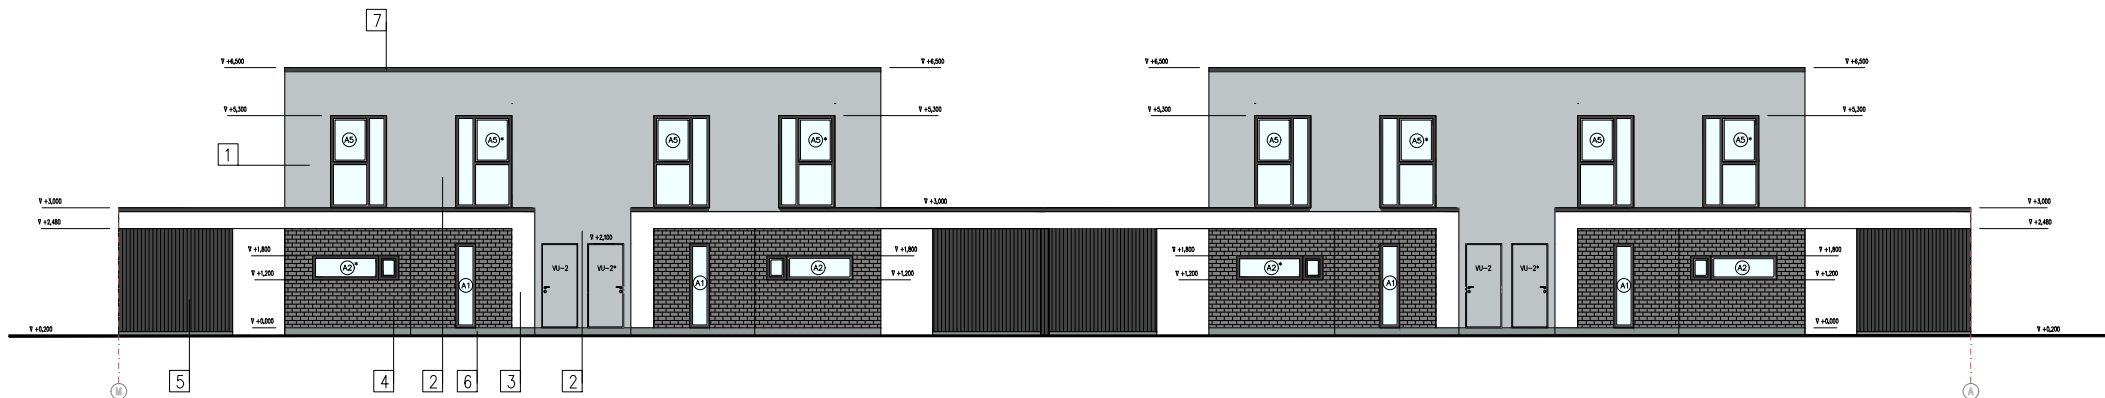 7
∇ +6,500 ∇ +6,500 ∇ +6,500 ∇ +6,500
∇ +5,300 ∇ +5,300 ∇ +5,300 ∇ +5,300
A5 A5* A5 A5* A5 A5* A5 A5*
1
∇ +3,000 ∇ +3,000 ∇ +3,000
∇ +2,480 ∇ +2,480
∇ +2,100
∇ +1,800 ∇ +1,800 ∇ +1,800 ∇ +1,800
A2* VU-2 VU-2* A2 A2* VU-2 VU-2* A2
∇ +1,200 ∇ +1,200 ∇ +1,200 ∇ +1,200
A1 A1 A1 A1
∇ +0,000 ∇ +0,000
∇ +0,200 ∇ +0,200
5 4 2 6 3 2
M A